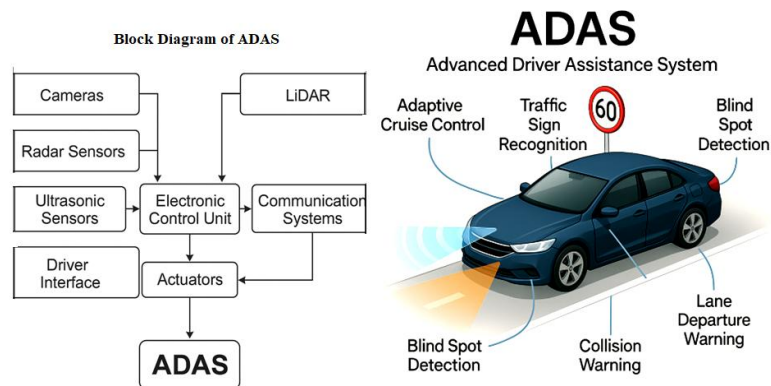 Block Diagram of ADAS
Cameras
LiDAR
Radar Sensors
Ultrasonic
Sensors
Electronic
Control Unit
Communication
Systems
Driver
Interface
Actuators
ADAS
ADAS
Advanced Driver Assistance System
Adaptive
Cruise Control
Traffic
Sign
Recognition
60
Blind
Spot
Detection
Blind Spot
Detection
Collision
Warning
Lane
Departure
Warning